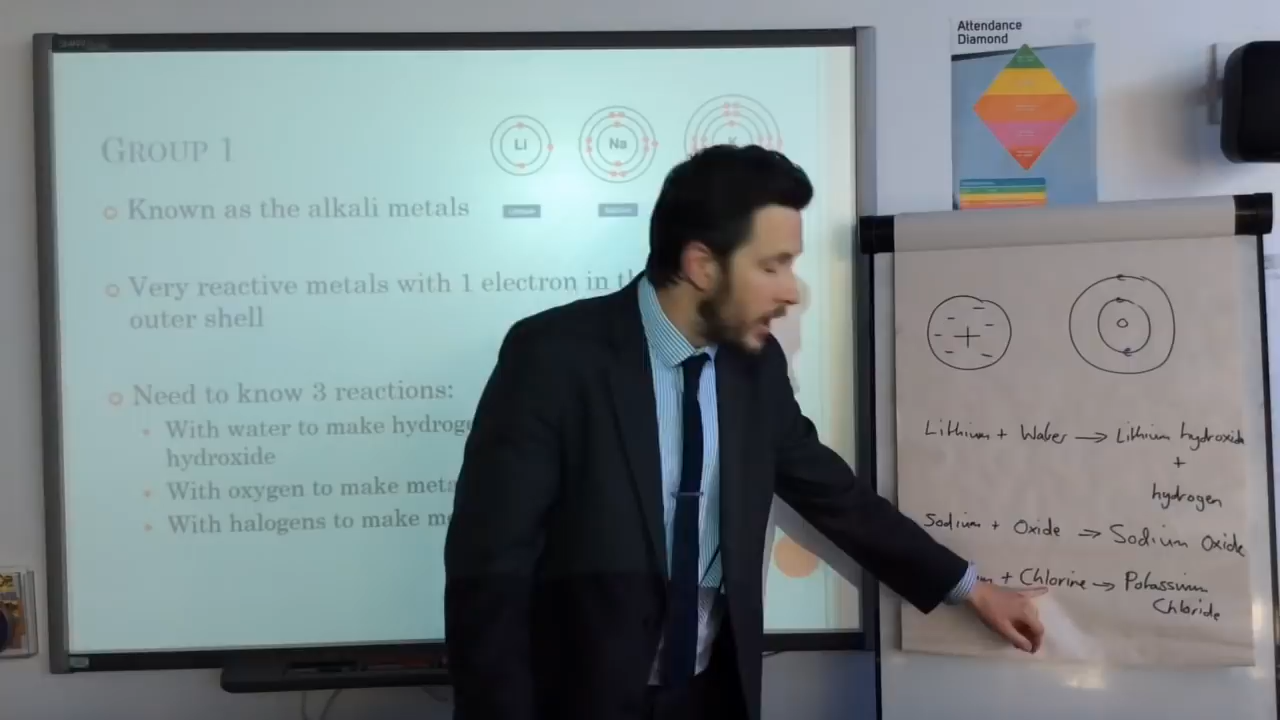 Attendance
Diamond
GROUP 1
Li
Na
K
Known as the alkali metals
Very reactive metals with 1 electron in th
outer shell
Need to know 3 reactions:
With water to make hydroge
hydroxide
With oxygen to make meta
With halogens to make me
Lithium + Water → Lithium hydroxide
+
hydrogen
Sodium + Oxide → Sodium Oxide
um + Chlorine → Potassium
Chloride